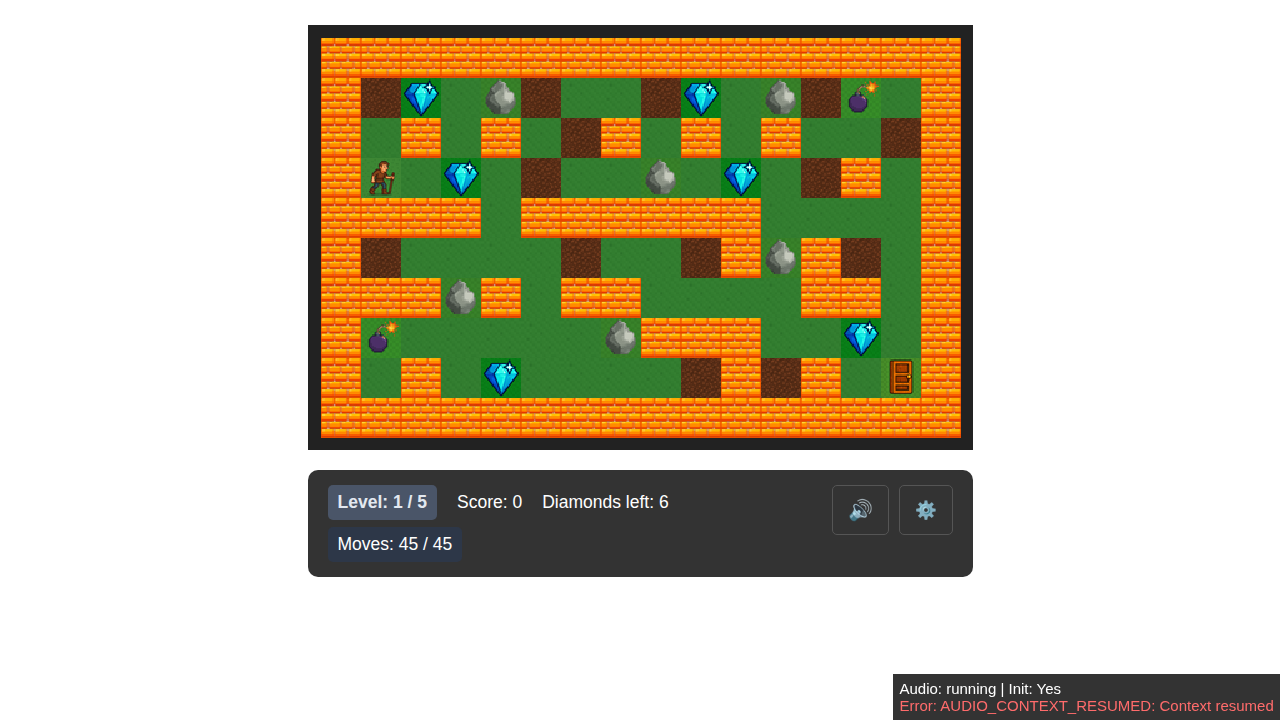 Level: 1 / 5 Score: 0 Diamonds left: 6
Moves: 45 / 45
Audio: running | Init: Yes
Error: AUDIO_CONTEXT_RESUMED: Context resumed